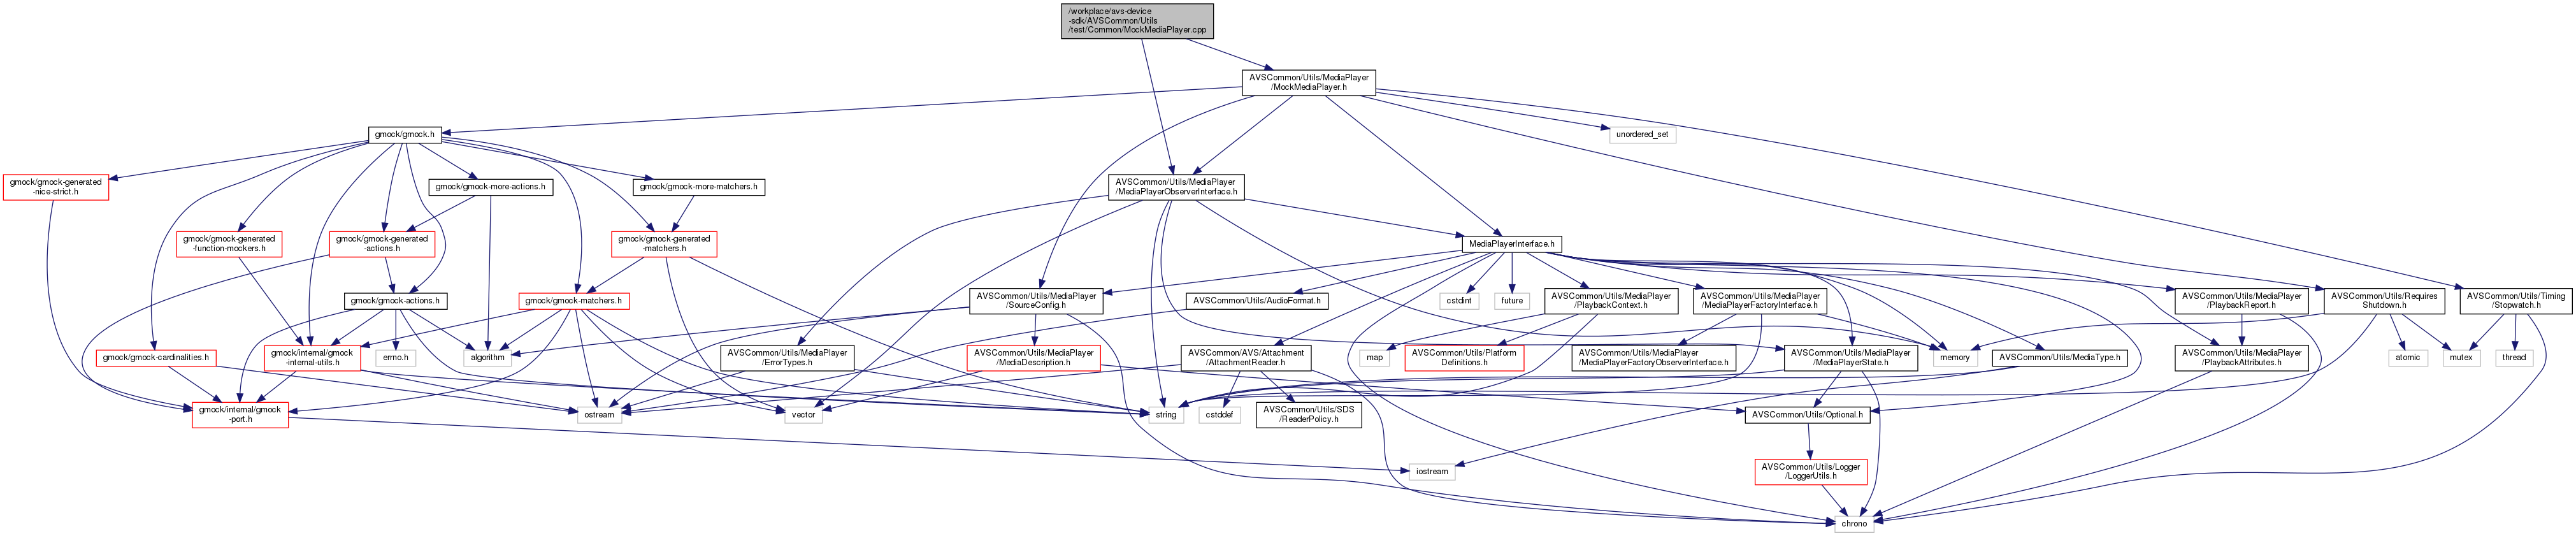 /workplace/avs-device
-sdk/AVSCommon/Utils
/test/Common/MockMediaPlayer.cpp
AVSCommon/Utils/MediaPlayer
/MockMediaPlayer.h
gmock/gmock.h
unordered_set
gmock/gmock-generated
-nice-strict.h
gmock/gmock-more-actions.h
gmock/gmock-more-matchers.h
AVSCommon/Utils/MediaPlayer
/MediaPlayerObserverInterface.h
gmock/gmock-generated
-function-mockers.h
gmock/gmock-generated
-actions.h
gmock/gmock-generated
-matchers.h
MediaPlayerInterface.h
gmock/gmock-actions.h
gmock/gmock-matchers.h
AVSCommon/Utils/MediaPlayer
/SourceConfig.h
AVSCommon/Utils/AudioFormat.h
cstdint
future
AVSCommon/Utils/MediaPlayer
/PlaybackContext.h
AVSCommon/Utils/MediaPlayer
/MediaPlayerFactoryInterface.h
AVSCommon/Utils/MediaPlayer
/PlaybackReport.h
AVSCommon/Utils/Requires
Shutdown.h
AVSCommon/Utils/Timing
/Stopwatch.h
gmock/gmock-cardinalities.h
gmock/internal/gmock
-internal-utils.h
errno.h
algorithm
AVSCommon/Utils/MediaPlayer
/ErrorTypes.h
AVSCommon/Utils/MediaPlayer
/MediaDescription.h
AVSCommon/AVS/Attachment
/AttachmentReader.h
map
AVSCommon/Utils/Platform
Definitions.h
AVSCommon/Utils/MediaPlayer
/MediaPlayerFactoryObserverInterface.h
AVSCommon/Utils/MediaPlayer
/MediaPlayerState.h
memory
AVSCommon/Utils/MediaType.h
AVSCommon/Utils/MediaPlayer
/PlaybackAttributes.h
atomic
mutex
thread
gmock/internal/gmock
-port.h
ostream
vector
string
cstddef
AVSCommon/Utils/SDS
/ReaderPolicy.h
AVSCommon/Utils/Optional.h
iostream
AVSCommon/Utils/Logger
/LoggerUtils.h
chrono